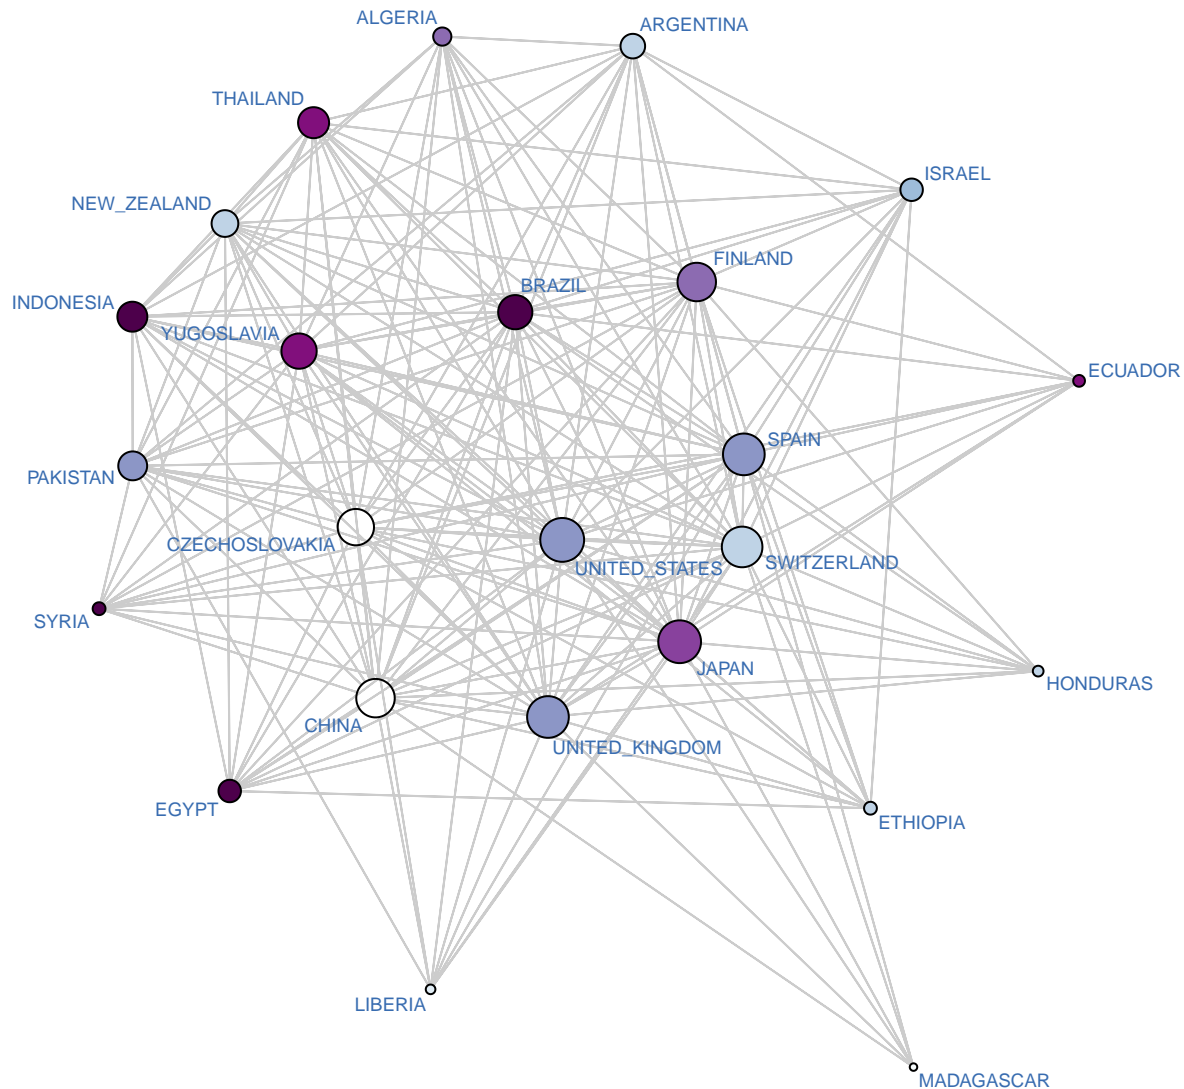 ALGERIA
ARGENTINA
THAILAND
ISRAEL
NEW_ZEALAND
FINLAND
BRAZIL
INDONESIA
YUGOSLAVIA
ECUADOR
SPAIN
PAKISTAN
CZECHOSLOVAKIA
UNITED_STATES
SWITZERLAND
SYRIA
JAPAN
HONDURAS
CHINA
UNITED_KINGDOM
EGYPT
ETHIOPIA
LIBERIA
MADAGASCAR